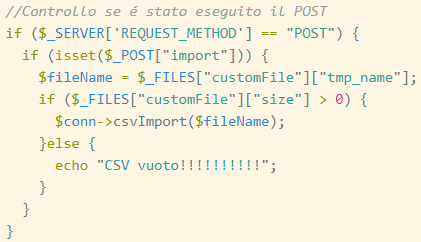 //Controllo se é stato eseguito il POST
if ($_SERVER['REQUEST_METHOD'] == "POST") {
  if (isset($_POST["import"])) {
    $fileName = $_FILES["customFile"]["tmp_name"];
    if ($_FILES["customFile"]["size"] > 0) {
      $conn->csvImport($fileName);
    }else {
      echo "CSV vuoto!!!!!!!!!!";
    }
  }
}